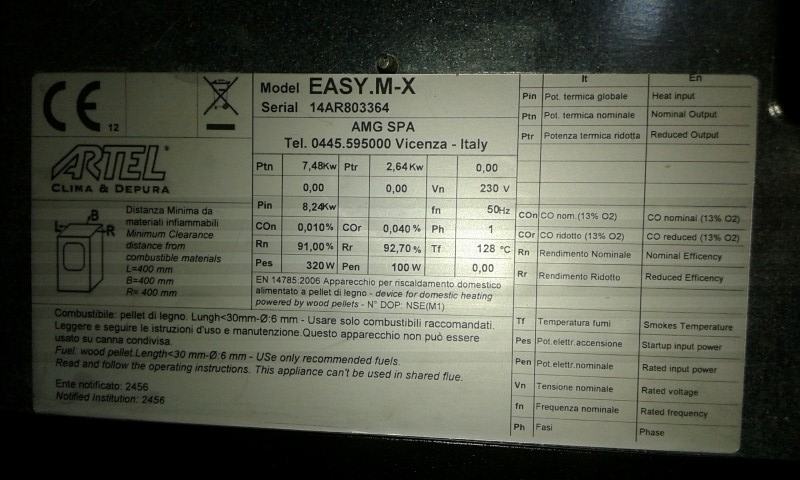 CE 12
ARTEL
CLIMA & DEPURA
Model EASY.M-X
Serial 14AR803364
AMG SPA
Tel. 0445.595000 Vicenza - Italy
Ptn 7,48Kw Ptr 2,64Kw 0,00
0,00 0,00 Vn 230 V
Pin 8,24Kw fn 50Hz
COn 0,010% COr 0,040% Ph 1
Rn 91,00% Rr 92,70% Tf 128 °C
Pes 320W Pen 100W 0,00
EN 14785:2006 Apparecchio per riscaldamento domestico
alimentato a pellet di legno - device for domestic heating
powered by wood pellets - N° DOP: NSE(M1)
L B R
Distanza Minima da
materiali infiammabili
Minimum Clearance
distance from
combustible materials
L=400 mm
B=400 mm
R= 400 mm
Combustibile: pellet di legno. Lungh<30mm-Ø:6 mm - Usare solo combustibili raccomandati.
Leggere e seguire le istruzioni d'uso e manutenzione.Questo apparecchio non può essere
usato su canna condivisa.
Fuel: wood pellet.Length<30 mm-Ø: 6 mm - USe only recommended fuels.
Read and follow the operating instructions. This appliance can't be used in shared flue.
Ente notificato: 2456
Notified Institution: 2456
It En
Pin Pot. termica globale Heat input
Ptn Pot. termica nominale Nominal Output
Ptr Potenza termica ridotta Reduced Output
COn CO nom.(13% O2) CO nominal (13% O2)
COr CO ridotto (13% O2) CO reduced (13% O2)
Rn Rendimento Nominale Nominal Efficency
Rr Rendimento Ridotto Reduced Efficency
Tf Temperatura fumi Smokes Temperature
Pes Pot.elettr.accensione Startup input power
Pen Pot.elettr.nominale Rated input power
Vn Tensione nominale Rated voltage
fn Frequenza nominale Rated frequency
Ph Fasi Phase